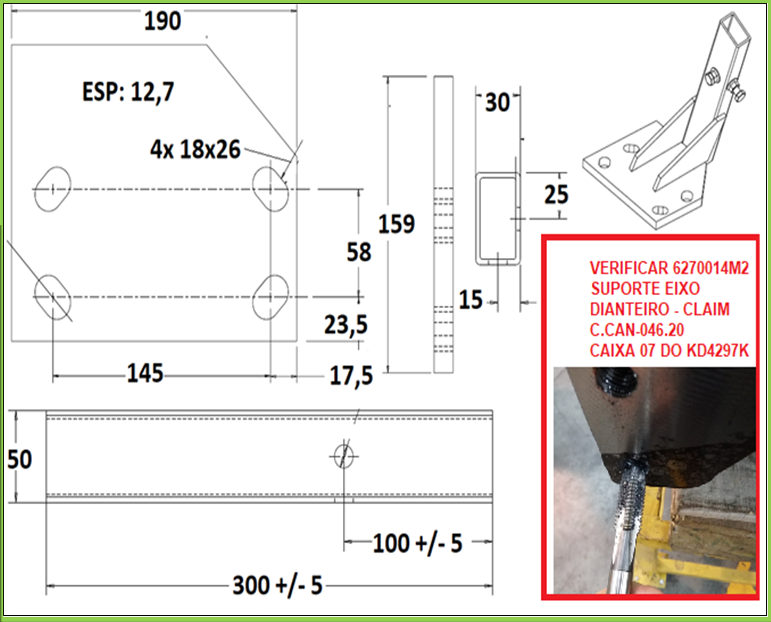 190
ESP: 12,7
4x 18x26
30
159
25
58
15
23,5
145
17,5
50
100 +/- 5
300 +/- 5
VERIFICAR 6270014M2
SUPORTE EIXO
DIANTEIRO - CLAIM
C.CAN-046.20
CAIXA 07 DO KD4297K